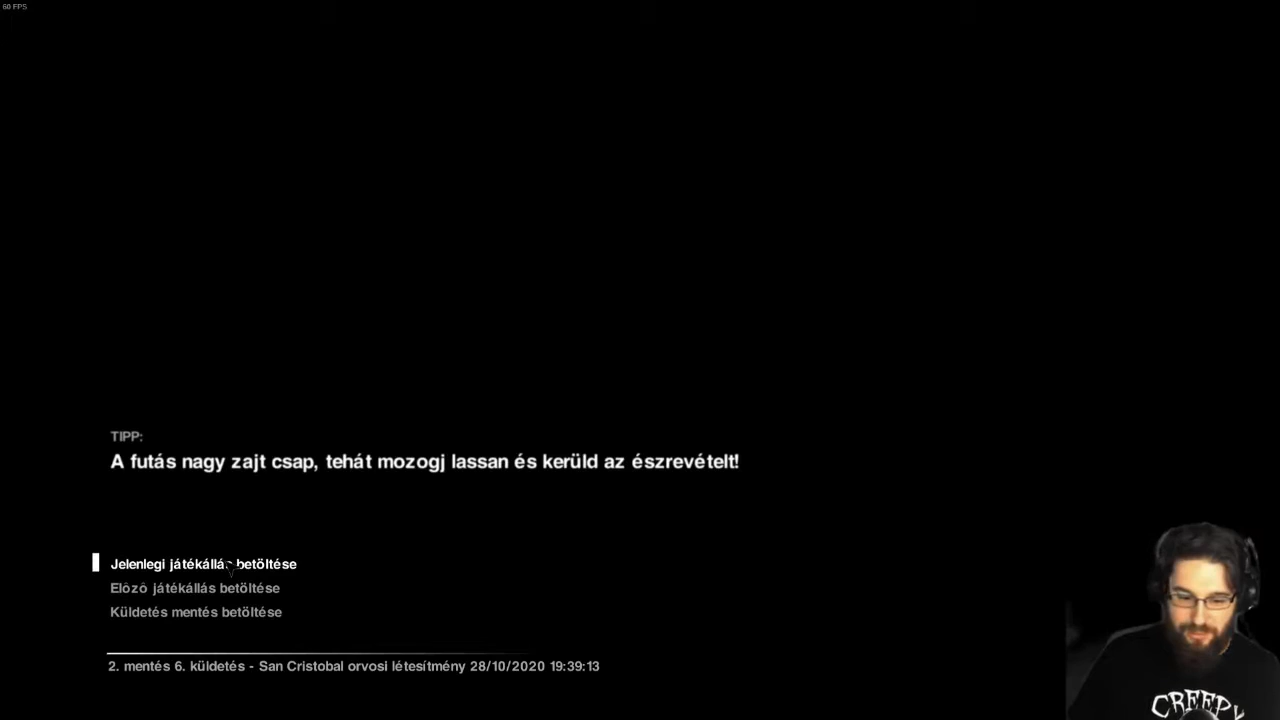 60 FPS
TIPP:
A futás nagy zajt csap, tehát mozogj lassan és kerüld az észrevételt!
Jelenlegi játékállás betöltése
Elôzô játékállás betöltése
Küldetés mentés betöltése
2. mentés 6. küldetés - San Cristobal orvosi létesítmény 28/10/2020 19:39:13
CREEPY